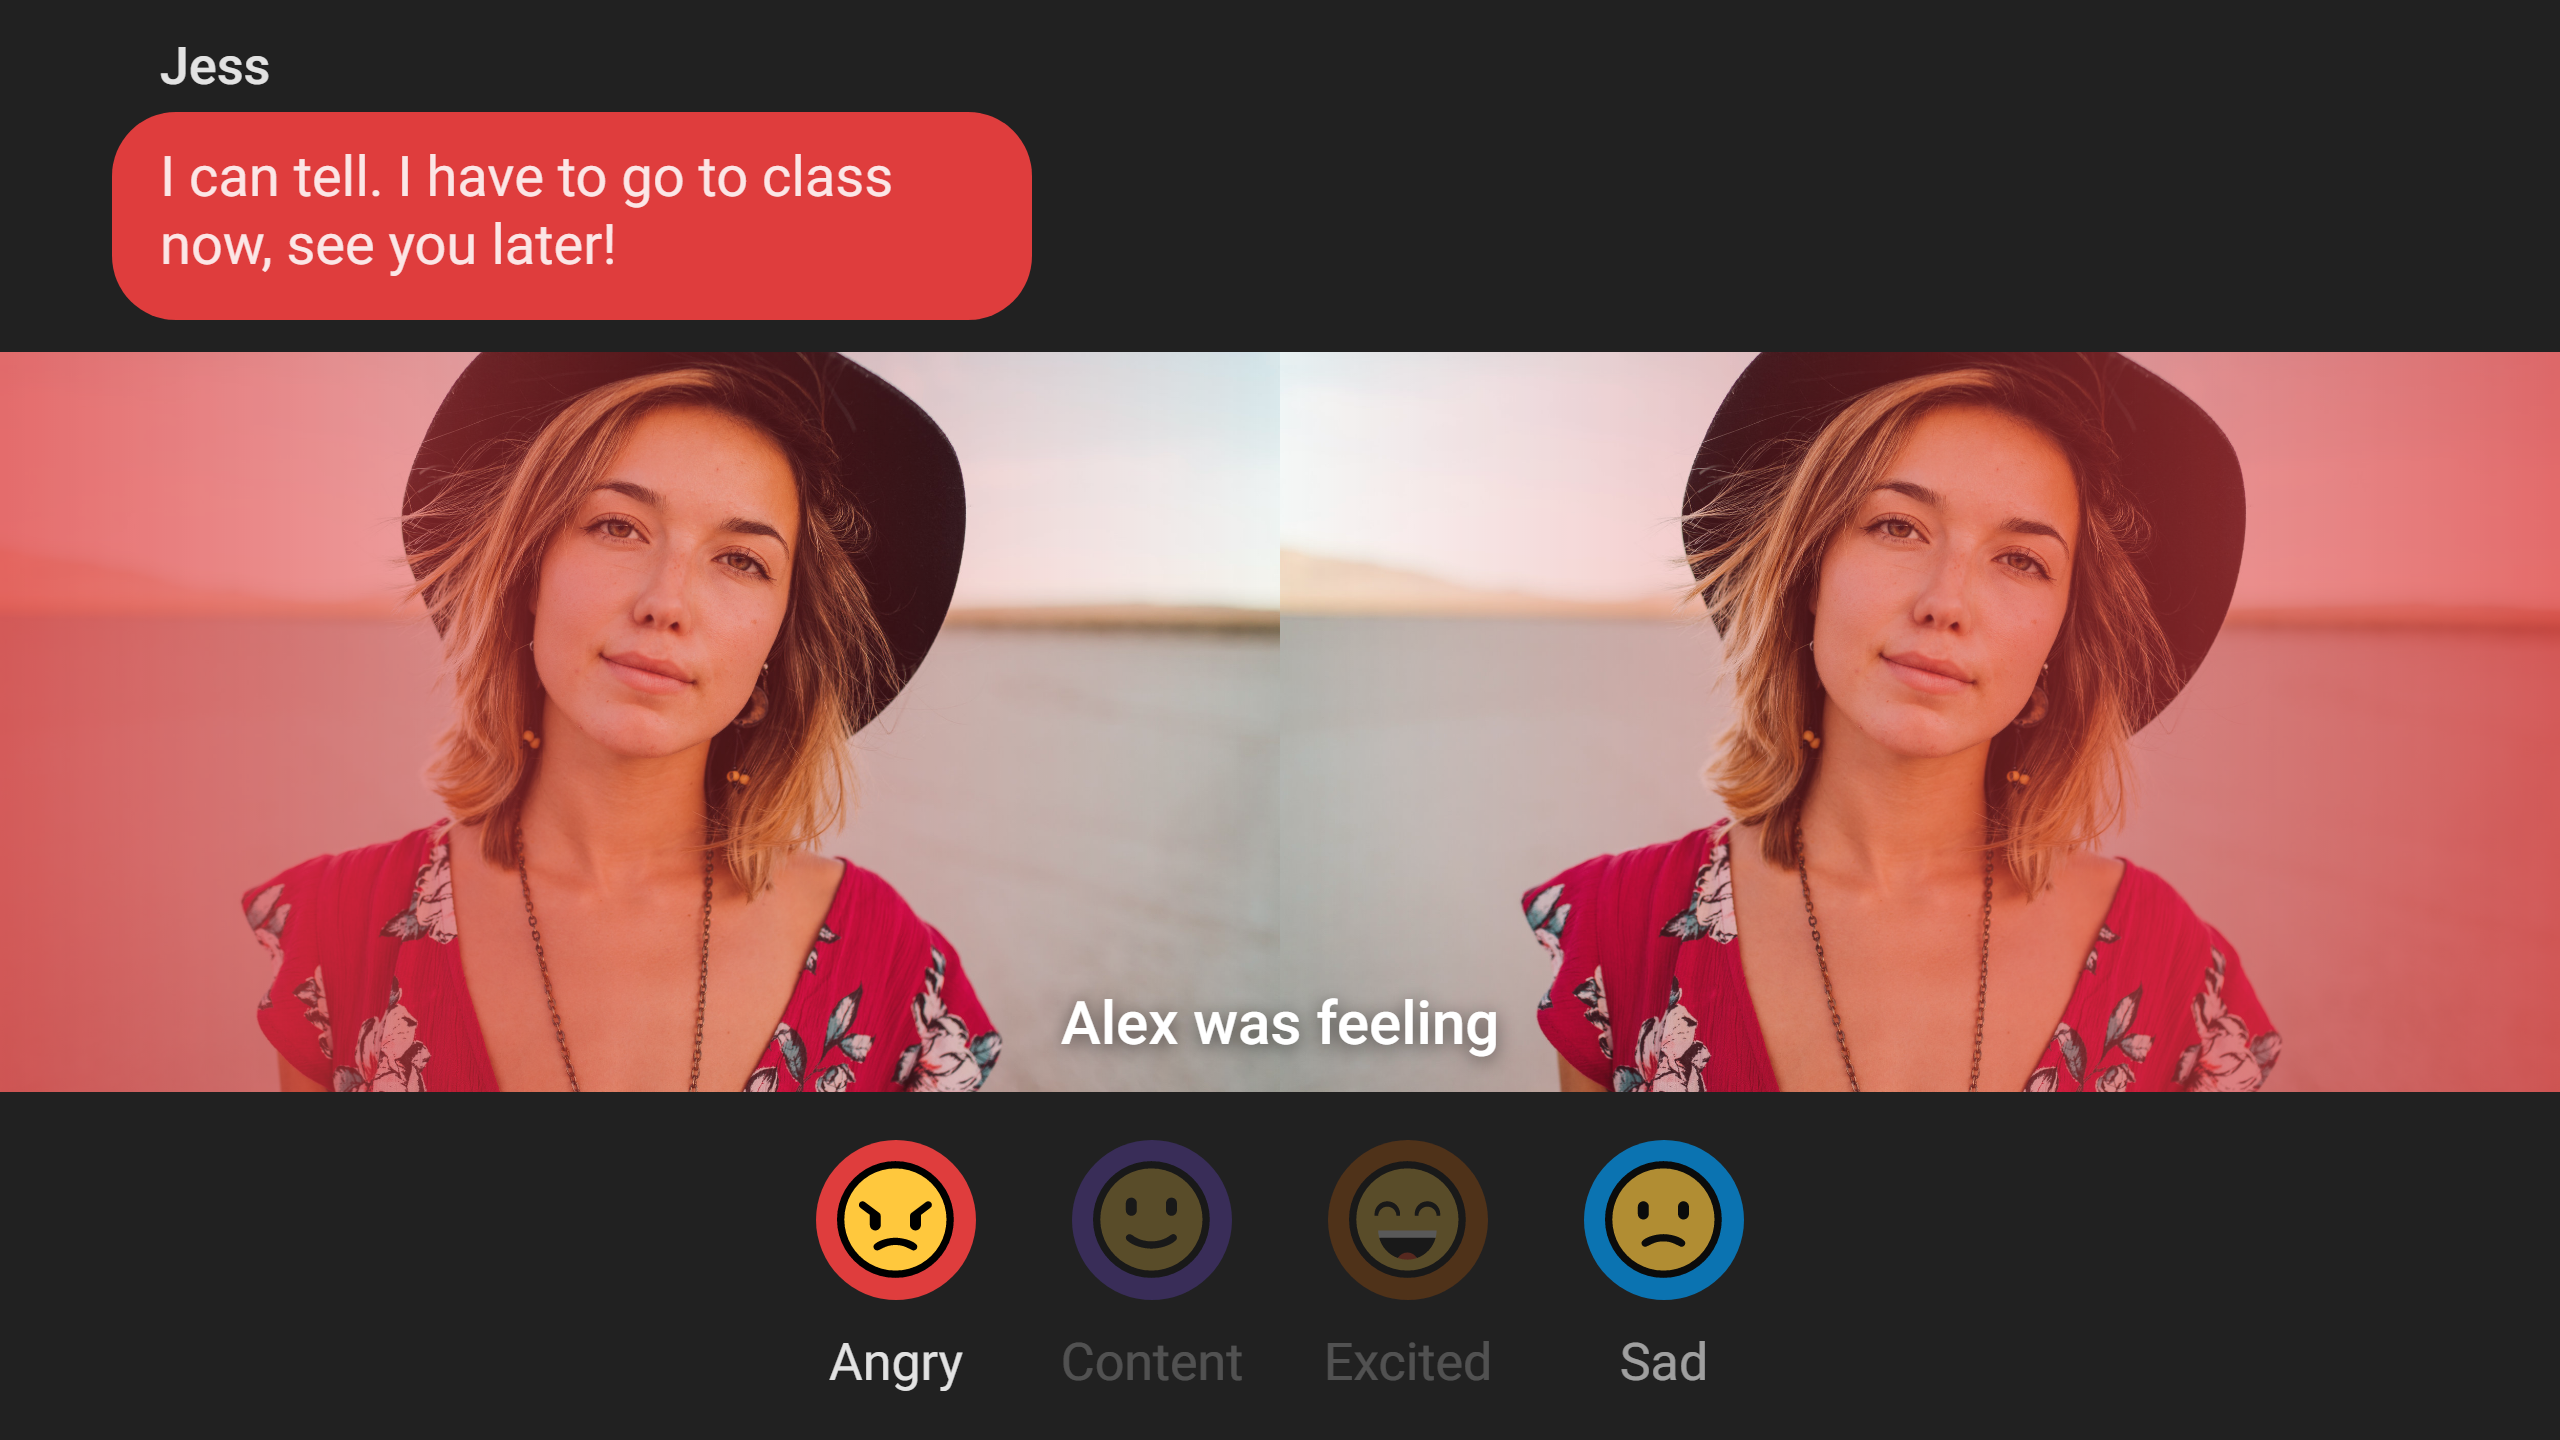 Jess
I can tell. I have to go to class
now, see you later!
Alex was feeling
Angry
Content
Excited
Sad